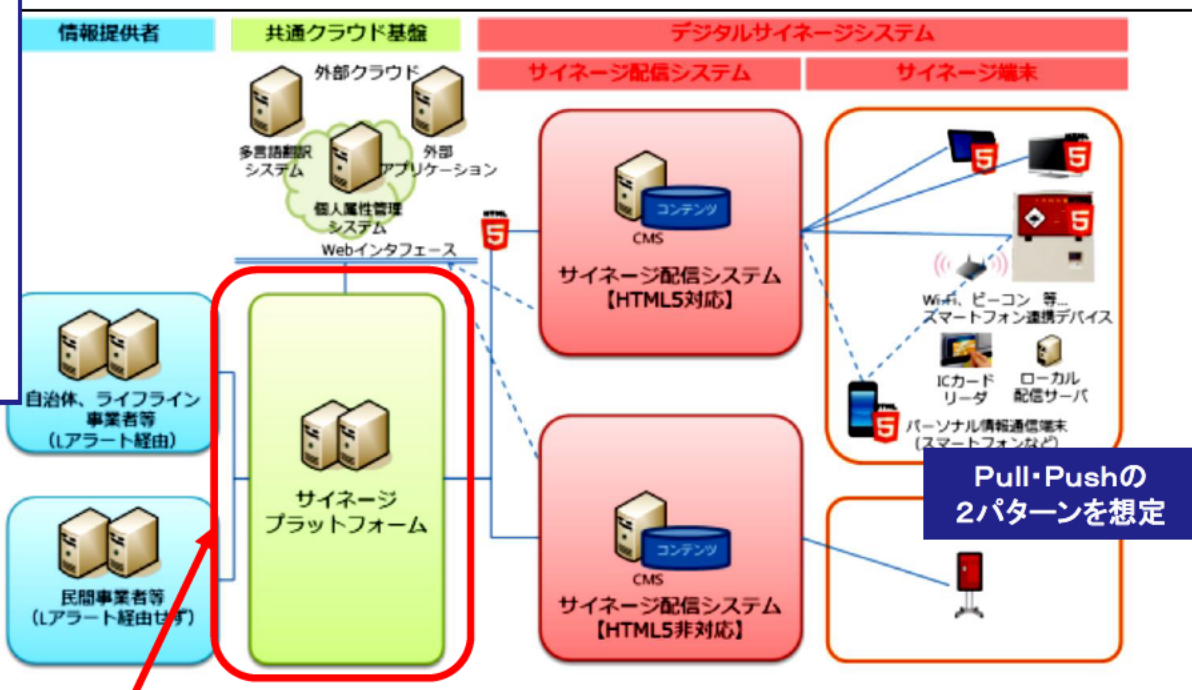 情報提供者
共通クラウド基盤
デジタルサイネージシステム
サイネージ配信システム
サイネージ端末
外部クラウド
多言語翻訳
システム
外部
アプリケーション
個人属性管理
システム
Webインタフェース
HTML
5
コンテンツ
CMS
サイネージ配信システム
【HTML5対応】
5
5
5
Wi-Fi、ビーコン 等…
スマートフォン連携デバイス
ICカード
リーダ
ローカル
配信サーバ
HTML
5
パーソナル情報通信端末
(スマートフォンなど)
自治体、ライフライン
事業者等
(Lアラート経由)
サイネージ
プラットフォーム
民間事業者等
(Lアラート経由せず)
コンテンツ
CMS
サイネージ配信システム
【HTML5非対応】
Pull・Pushの
2パターンを想定